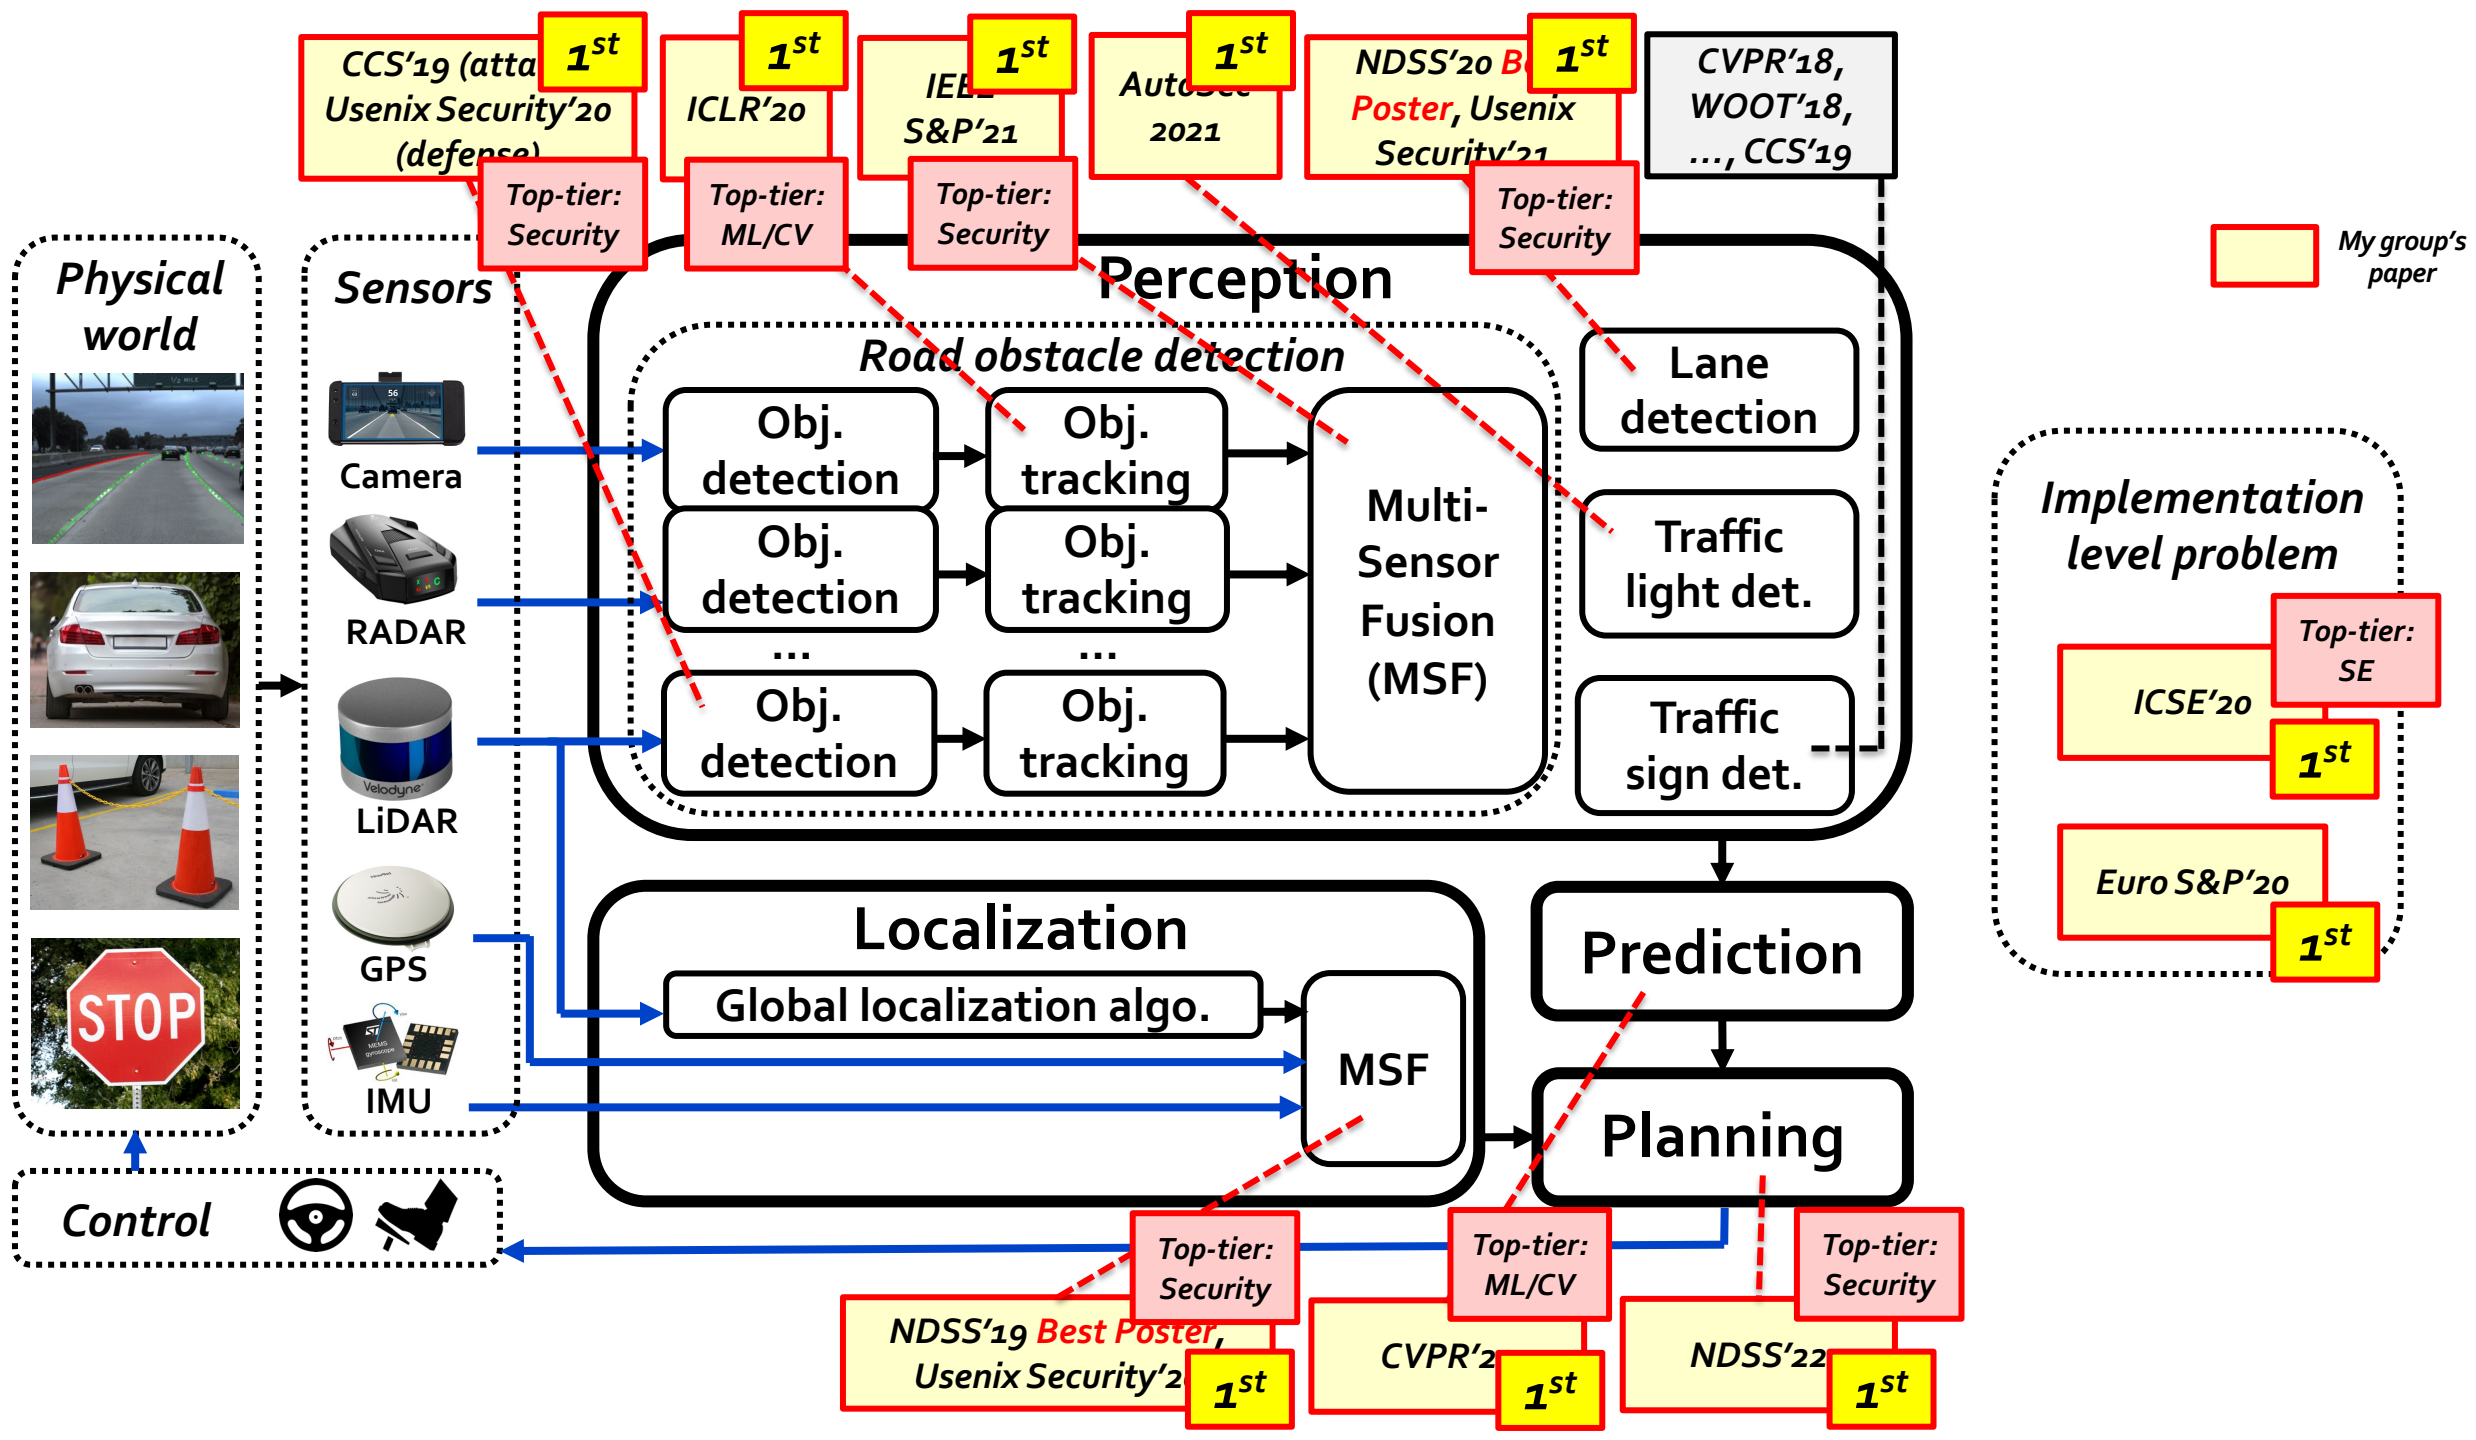 CCS'19
Usenix Security'20
1st
Top-tier:
Security
ICLR'20
1st
Top-tier:
ML/CV
S&P'21
1st
Top-tier:
Security
2021
1st
NDSS'20
Poster, Usenix
Security'21
1st
Top-tier:
Security
CVPR'18,
WOOT'18,
..., CCS'19
My group's
paper
Physical
world
Sensors
Camera
RADAR
Velodyne
LiDAR
GPS
MEMS
gyroscope
IMU
STOP
1/2 MILE
56
Control
Perception
Road obstacle detection
Obj.
detection
Obj.
tracking
Obj.
detection
Obj.
tracking
...
...
Obj.
detection
Obj.
tracking
Multi-
Sensor
Fusion
(MSF)
Lane
detection
Traffic
light det.
Traffic
sign det.
Localization
Global localization algo.
MSF
Prediction
Planning
Implementation
level problem
ICSE'20
Top-tier:
SE
1st
Euro S&P'20
1st
Top-tier:
Security
NDSS'19 Best Poster,
Usenix
1st
Top-tier:
ML/CV
1st
Top-tier:
Security
NDSS'22
1st